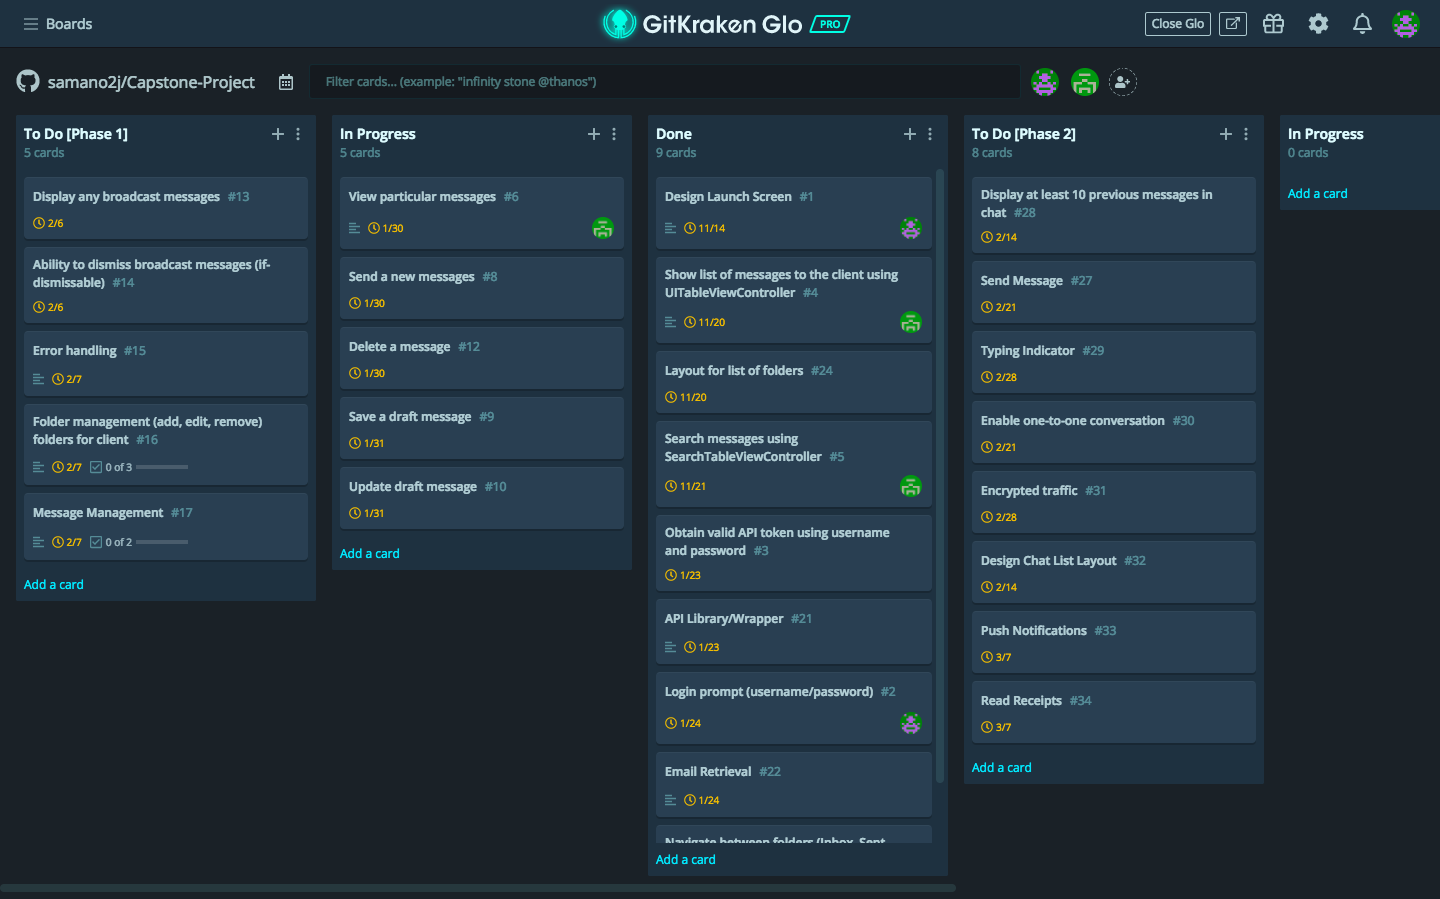 Boards
GitKraken Glo PRO
Close Glo
samano2j/Capstone-Project
Filter cards... (example: "infinity stone @thanos")
To Do [Phase 1]
5 cards
Display any broadcast messages #13
2/6
Ability to dismiss broadcast messages (if-
dismissable) #14
2/6
Error handling #15
2/7
Folder management (add, edit, remove)
folders for client #16
2/7 0 of 3
Message Management #17
2/7 0 of 2
Add a card
In Progress
5 cards
View particular messages #6
1/30
Send a new messages #8
1/30
Delete a message #12
1/30
Save a draft message #9
1/31
Update draft message #10
1/31
Add a card
Done
9 cards
Design Launch Screen #1
11/14
Show list of messages to the client using
UITableViewController #4
11/20
Layout for list of folders #24
11/20
Search messages using
SearchTableViewController #5
11/21
Obtain valid API token using username
and password #3
1/23
API Library/Wrapper #21
1/23
Login prompt (username/password) #2
1/24
Email Retrieval #22
1/24
Navigate between folders (Inbox, Sent
Add a card
To Do [Phase 2]
8 cards
Display at least 10 previous messages in
chat #28
2/14
Send Message #27
2/21
Typing Indicator #29
2/28
Enable one-to-one conversation #30
2/21
Encrypted traffic #31
2/28
Design Chat List Layout #32
2/14
Push Notifications #33
3/7
Read Receipts #34
3/7
Add a card
In Progress
0 cards
Add a card